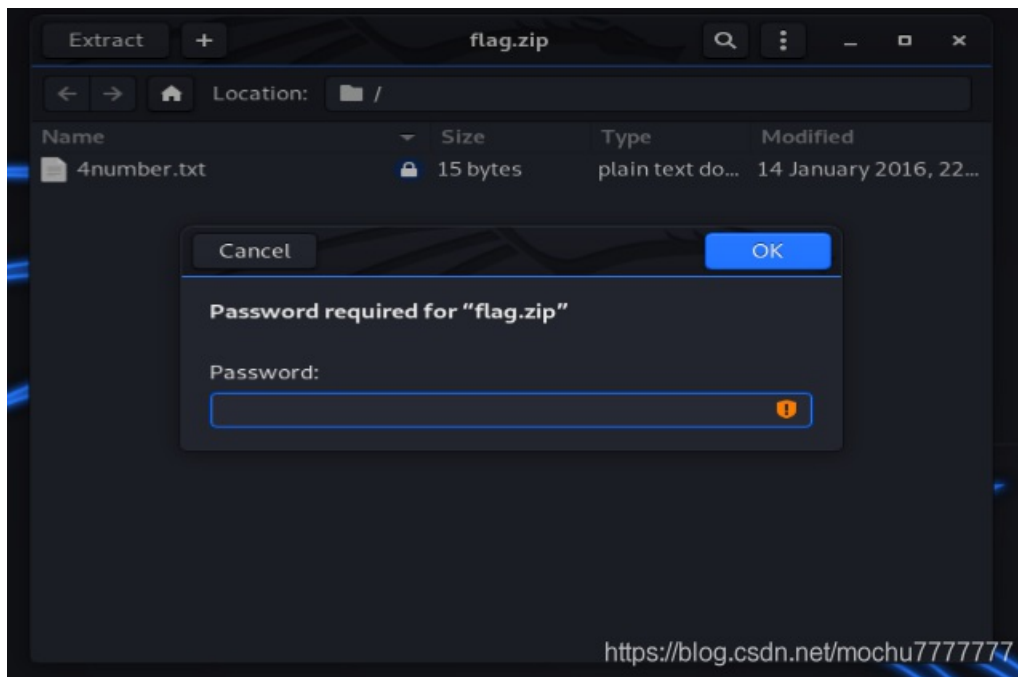 Extract + flag.zip
Location: /
Name Size Type Modified
4number.txt 15 bytes plain text do... 14 January 2016, 22...
Cancel OK
Password required for “flag.zip”
Password:
https://blog.csdn.net/mochu7777777